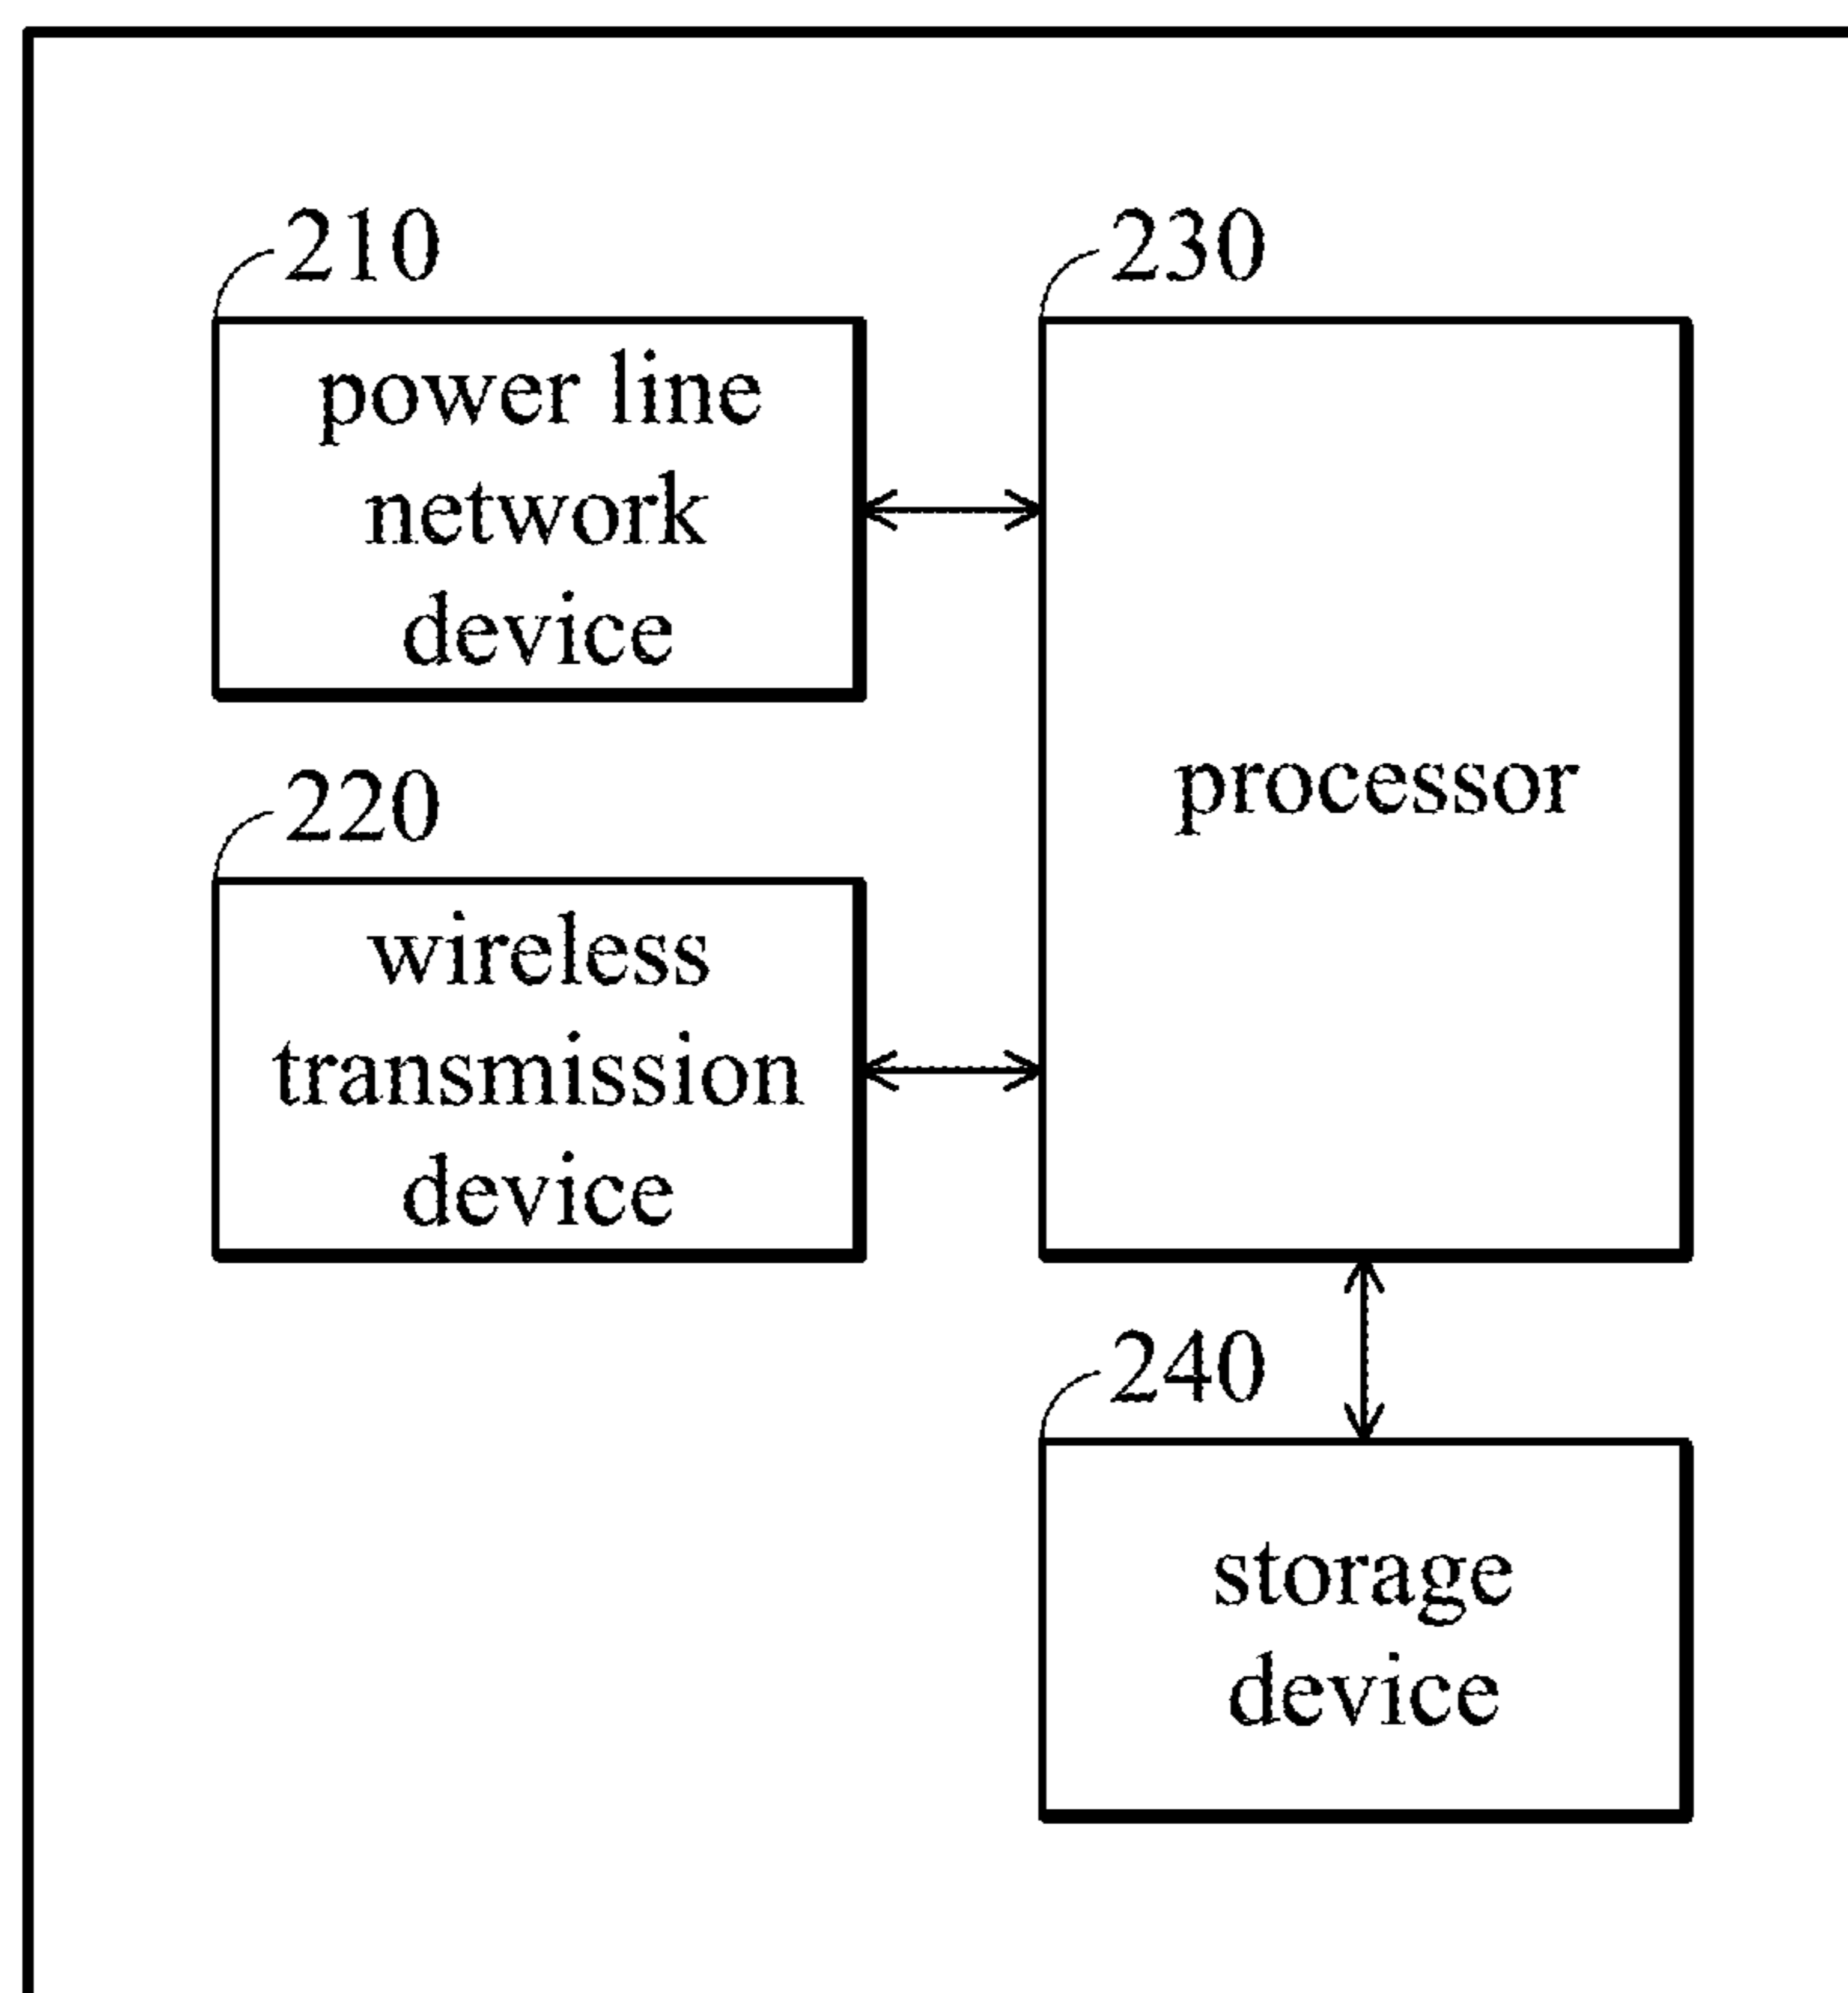 210
power line
network
device
220
wireless
transmission
device
230
processor
240
storage
device